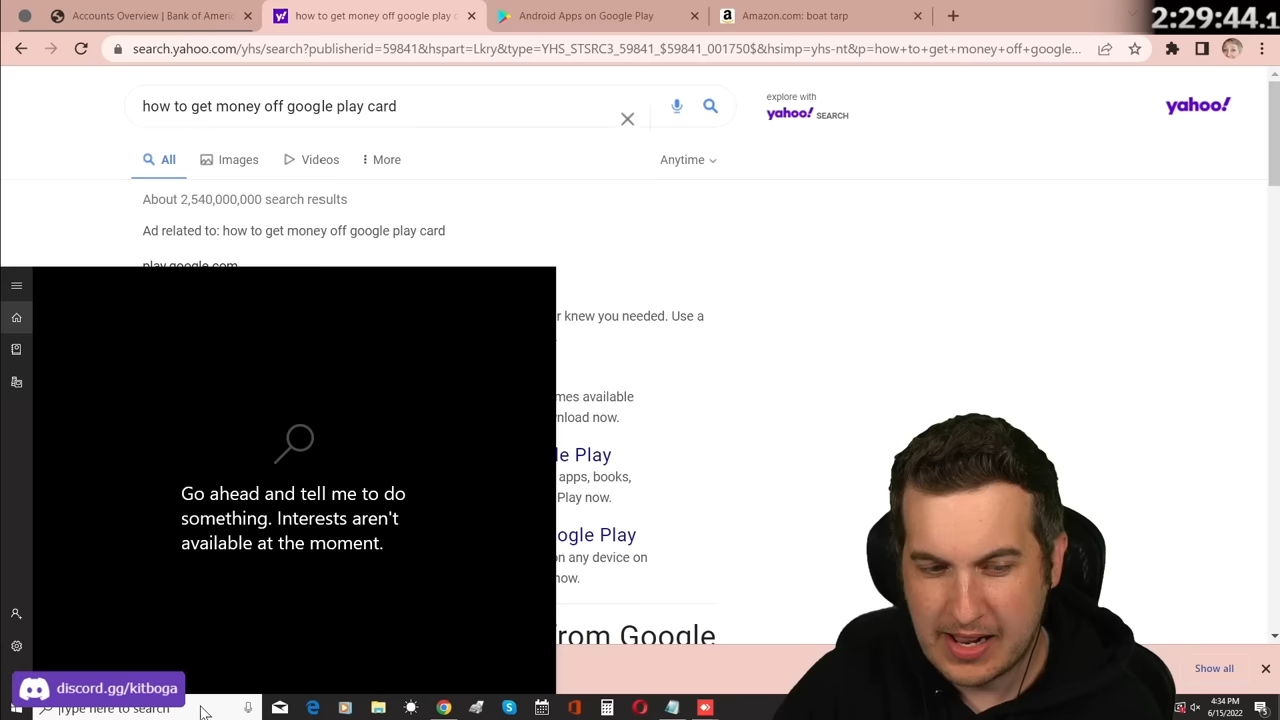 2:29:44.1
Accounts Overview | Bank of Ameri
how to get money off google play c
Android Apps on Google Play
Amazon.com: boat tarp
search.yahoo.com/yhs/search?publisherid=59841&hspart=Lkry&type=YHS_STSRC3_59841_$59841_001750$&hsimp=yhs-nt&p=how+to+get+money+off+google...
how to get money off google play card
explore with
yahoo! SEARCH
yahoo!
All
Images
Videos
More
Anytime
About 2,540,000,000 search results
Ad related to: how to get money off google play card
play.google.com
r knew you needed. Use a
mes available
nload now.
le Play
apps, books,
Play now.
ogle Play
on any device on
now.
from Google
Go ahead and tell me to do
something. Interests aren't
available at the moment.
Show all
discord.gg/kitboga
Type here to search
4:34 PM
6/15/2022